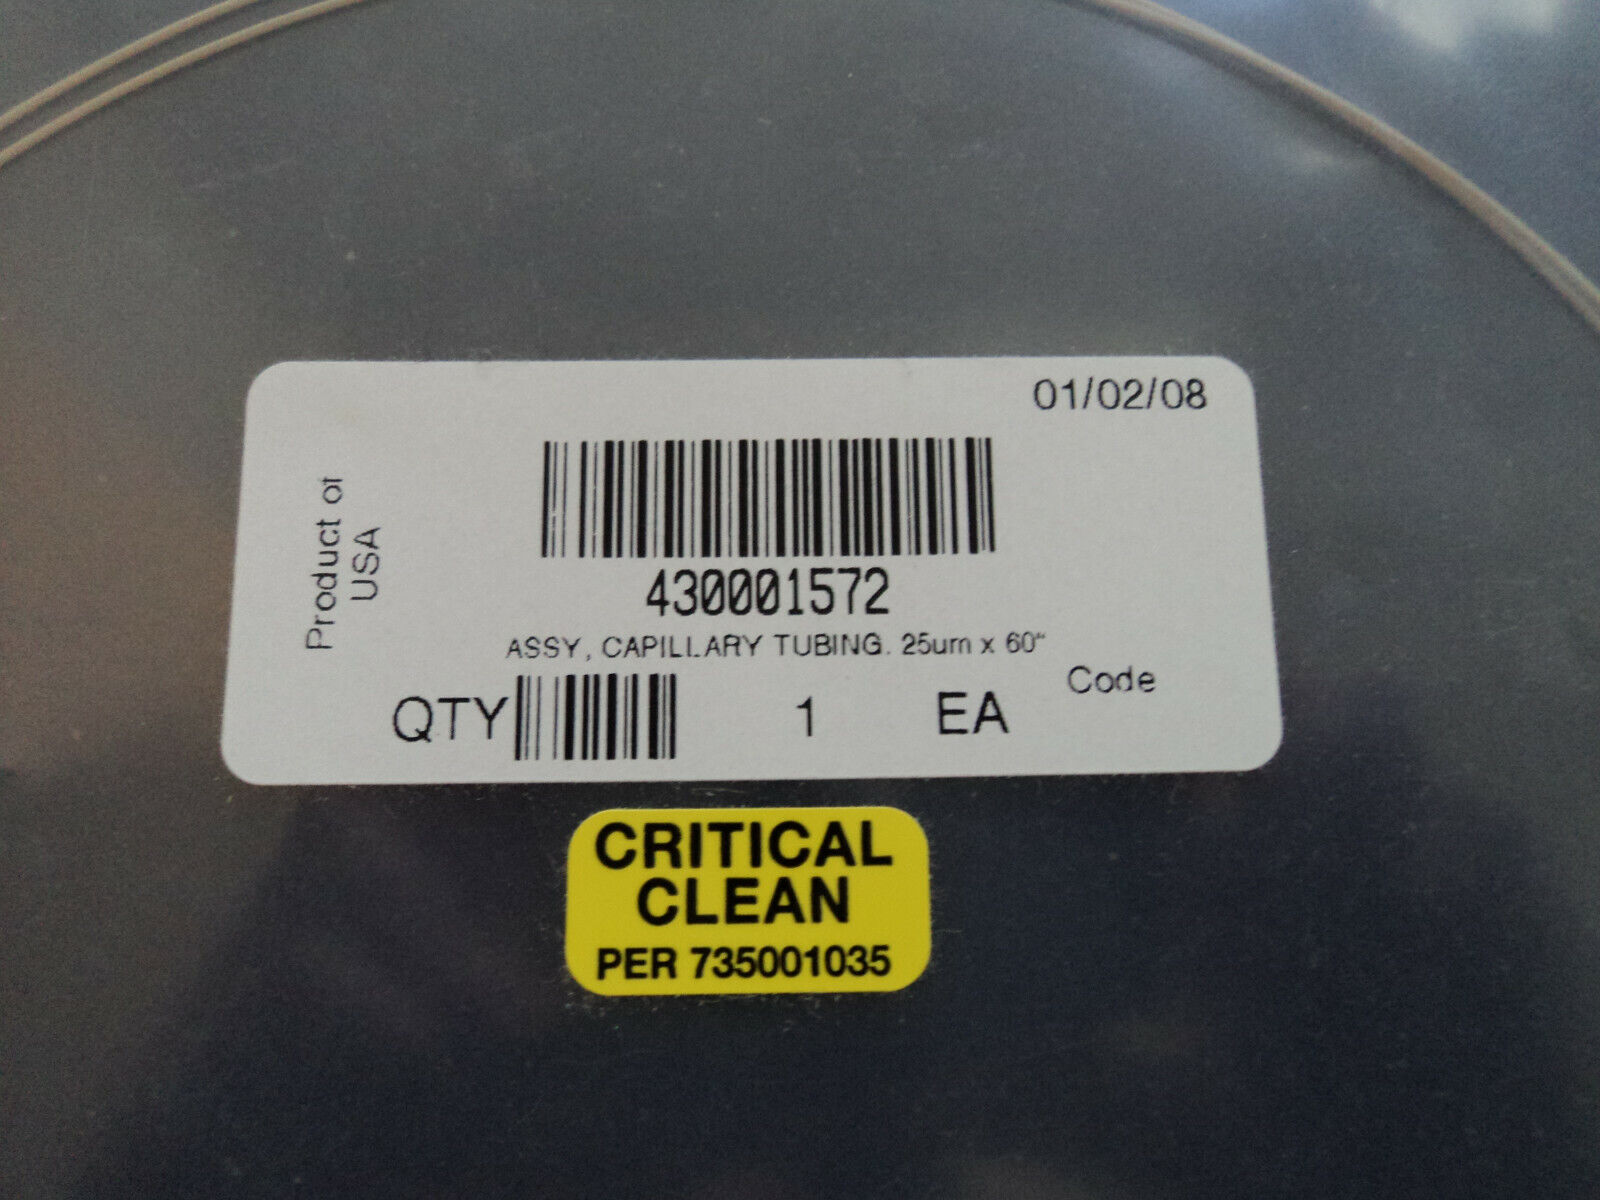 01/02/08
Product of
USA
430001572
ASSY, CAPILLARY TUBING. 25um x 60"
Code
QTY 1 EA
CRITICAL
CLEAN
PER 735001035